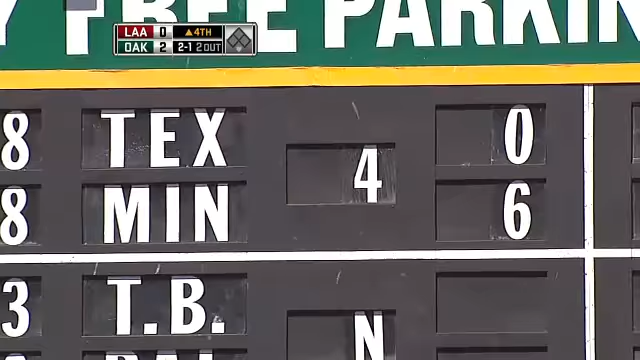 Y FREE PARKIN
LAA 0 ▲4TH
OAK 2 2-1 2 OUT
8 TEX 0
4
8 MIN 6
3 T.B.
N